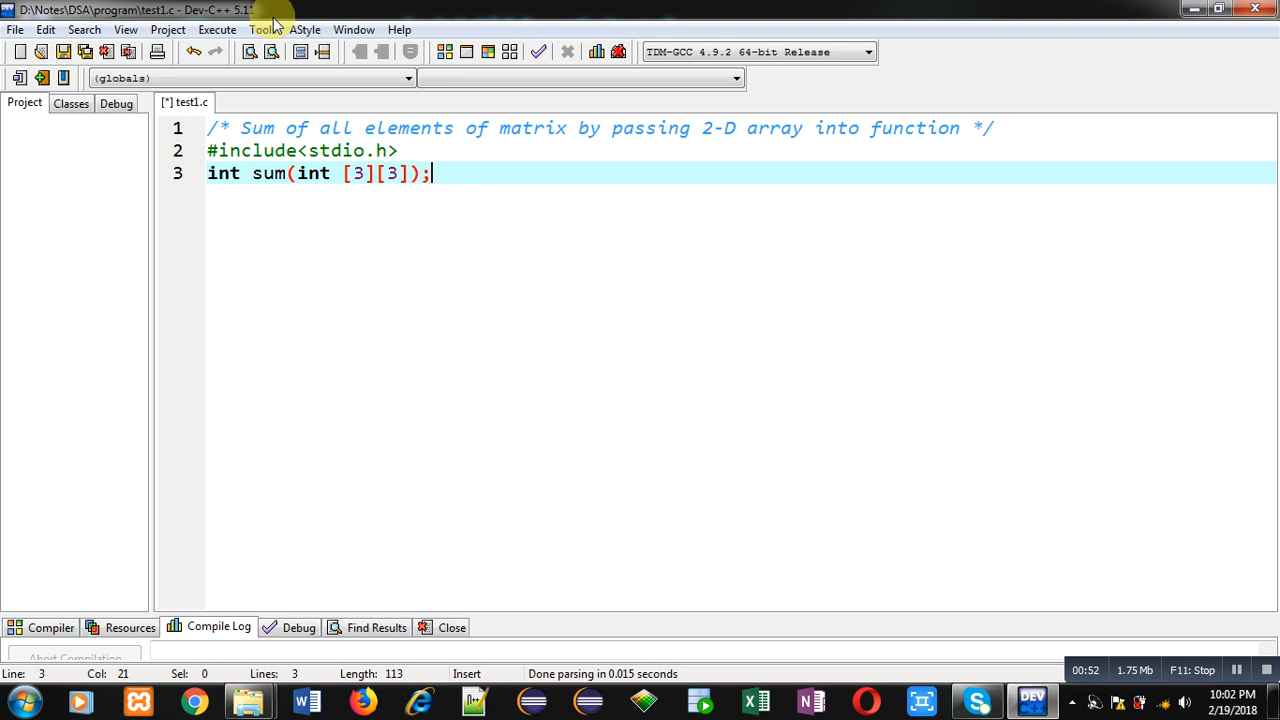 D:\Notes\DSA\program\test1.c - Dev-C++ 5.11
File Edit Search View Project Execute Tools AStyle Window Help
TDM-GCC 4.9.2 64-bit Release
(globals)
Project Classes Debug
[*] test1.c
1 /* Sum of all elements of matrix by passing 2-D array into function */
2 #include<stdio.h>
3 int sum(int [3][3]);
Compiler Resources Compile Log Debug Find Results Close
Abort Compilation
Line: 3 Col: 21 Sel: 0 Lines: 3 Length: 113 Insert Done parsing in 0.015 seconds
00:52 1.75 Mb F11: Stop
10:02 PM
2/19/2018